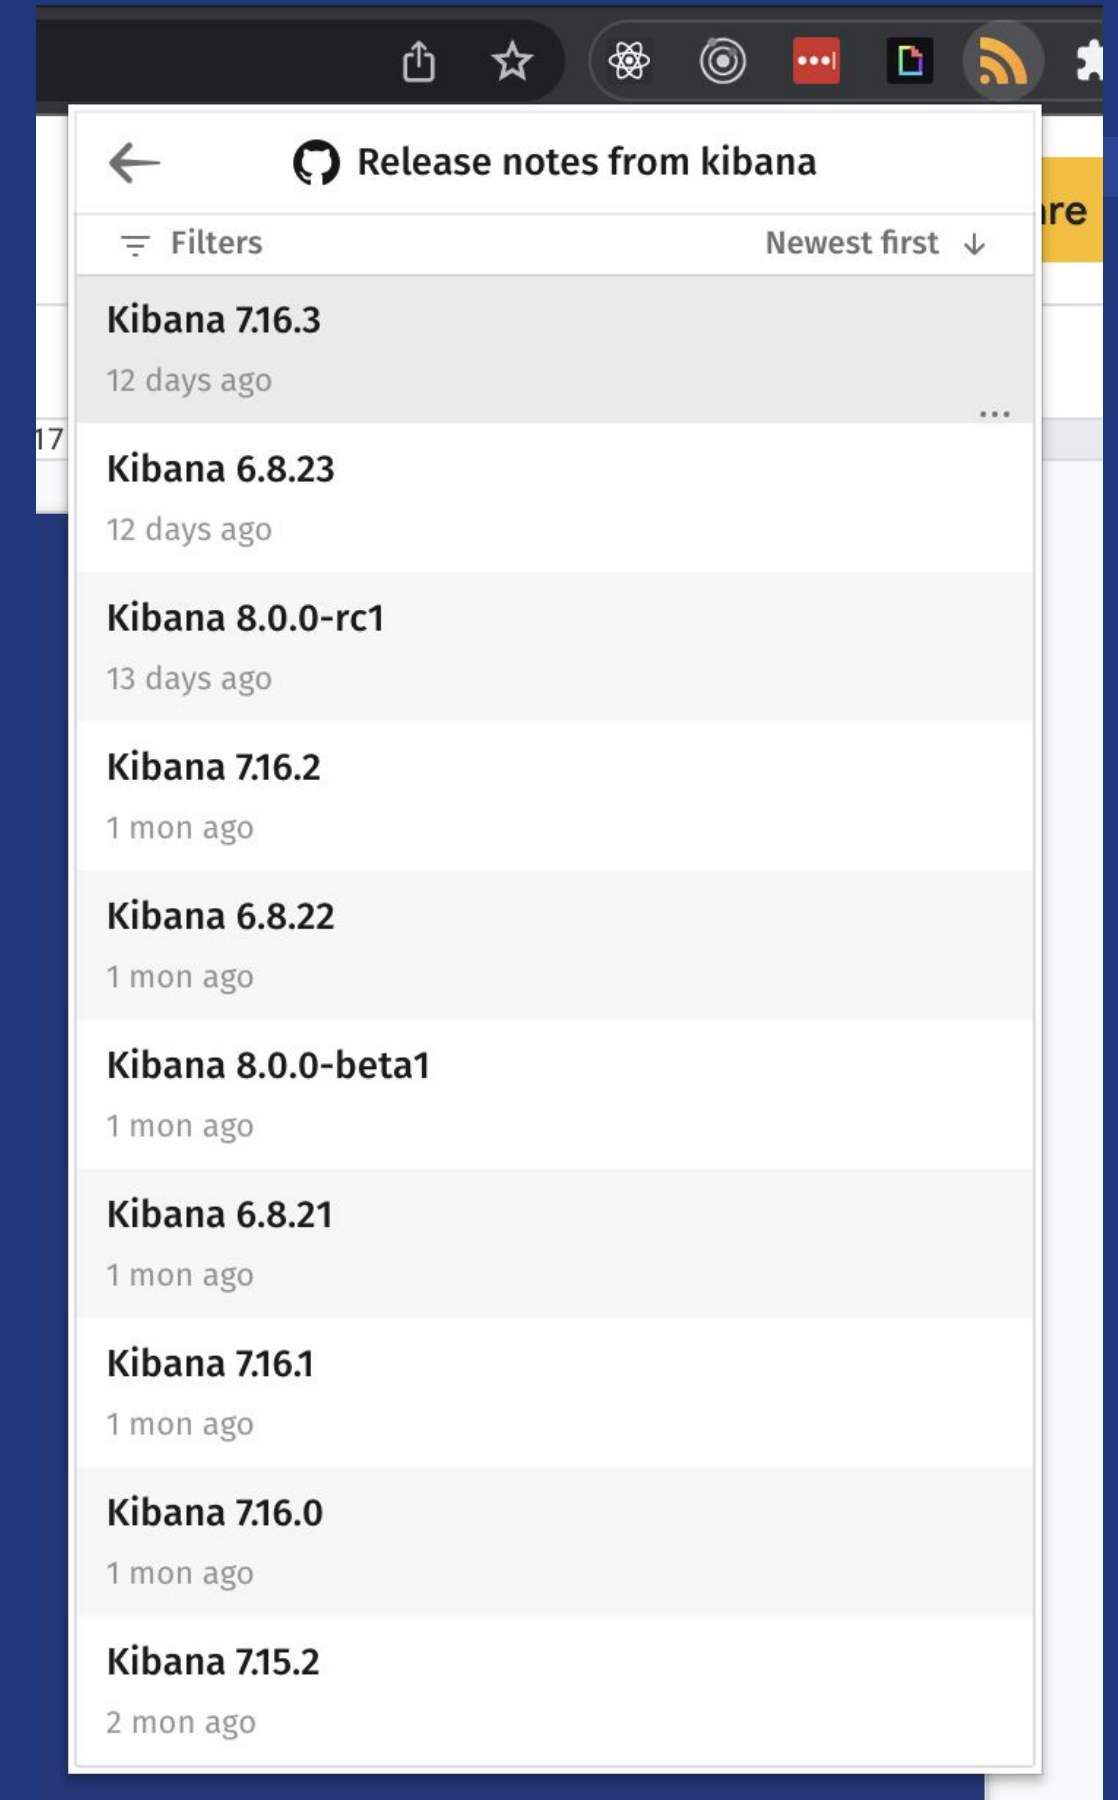 Release notes from kibana
Filters
Newest first
Kibana 7.16.3
12 days ago
17
Kibana 6.8.23
12 days ago
Kibana 8.0.0-rc1
13 days ago
Kibana 7.16.2
1 mon ago
Kibana 6.8.22
1 mon ago
Kibana 8.0.0-beta1
1 mon ago
Kibana 6.8.21
1 mon ago
Kibana 7.16.1
1 mon ago
Kibana 7.16.0
1 mon ago
Kibana 7.15.2
2 mon ago